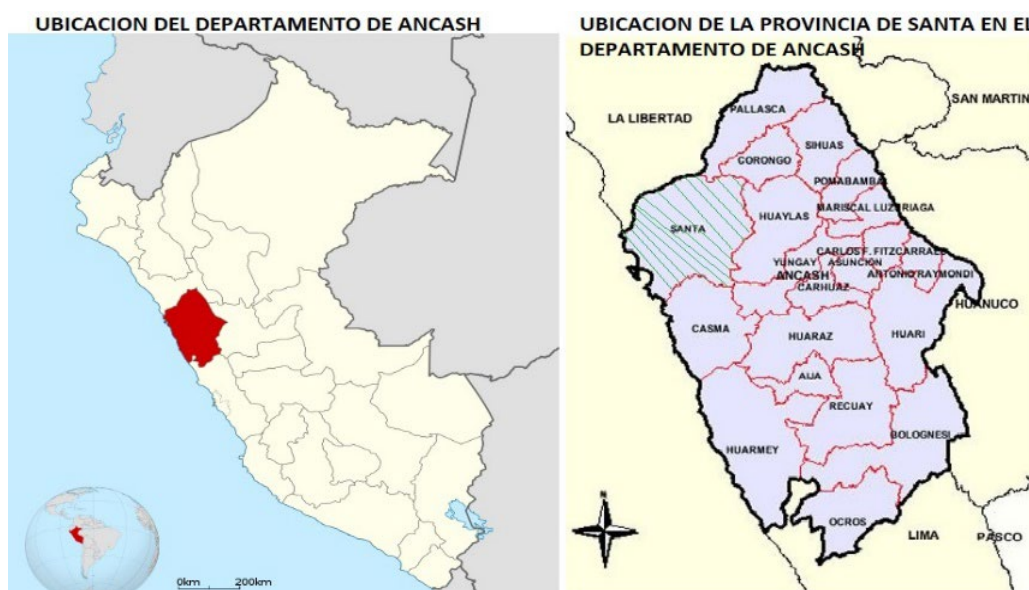 UBICACION DEL DEPARTAMENTO DE ANCASH
0km 200km
UBICACION DE LA PROVINCIA DE SANTA EN EL
DEPARTAMENTO DE ANCASH
PALLASCA
SAN MARTIN
LA LIBERTAD
SIHUAS
CORONGO
POMABAMBA
MARISCAL LUZURIAGA
HUAYLAS
SANTA
CARLOS F. FITZCARRALD
YUNGAY ASUNCION
ANCASH ANTONIO RAYMONDI
CARHUAZ
HUANUCO
CASMA
HUARAZ
HUARI
AIJA
RECUAY
BOLOGNESI
HUARMEY
N
OCROS
LIMA
PASCO